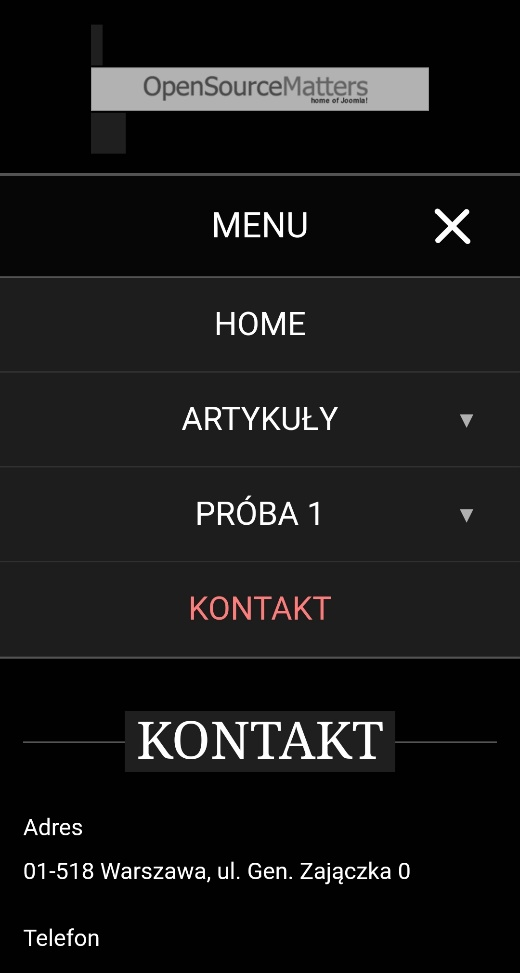 OpenSourceMatters
home of Joomla!
MENU
HOME
ARTYKUŁY
PRÓBA 1
KONTAKT
KONTAKT
Adres
01-518 Warszawa, ul. Gen. Zajączka 0
Telefon